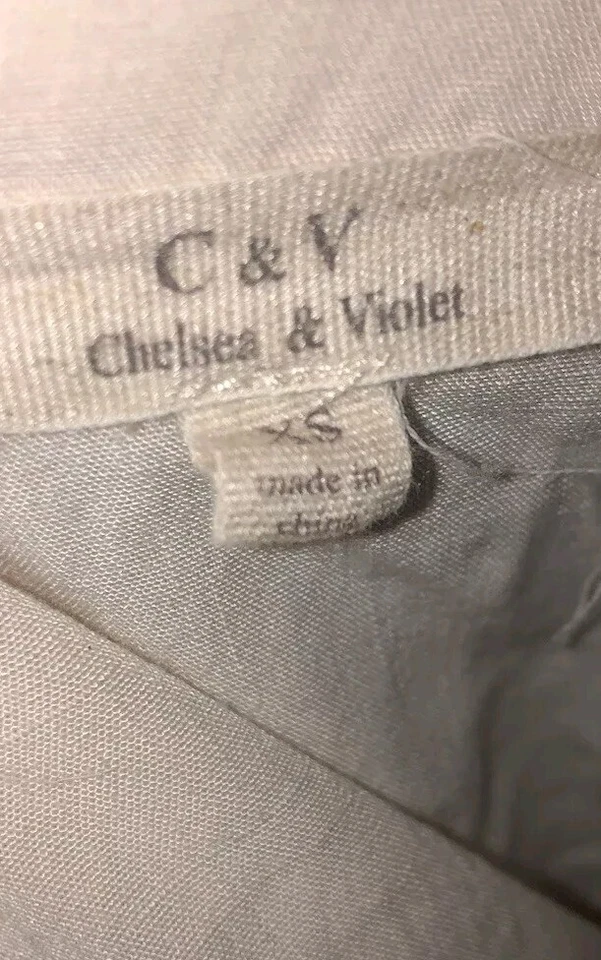 C & V
Chelsea & Violet
XS
made in
china